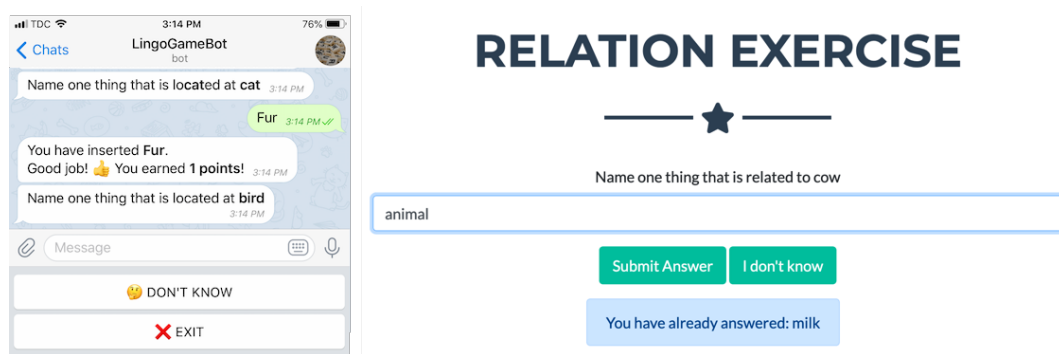 TDC 3:14 PM 76%
Chats LingoGameBot
bot
Name one thing that is located at cat 3:14 PM
Fur 3:14 PM
You have inserted Fur.
Good job! 👍 You earned 1 points! 3:14 PM
Name one thing that is located at bird
3:14 PM
Message
🤔 DON'T KNOW
❌ EXIT
RELATION EXERCISE
Name one thing that is related to cow
animal
Submit Answer I don't know
You have already answered: milk